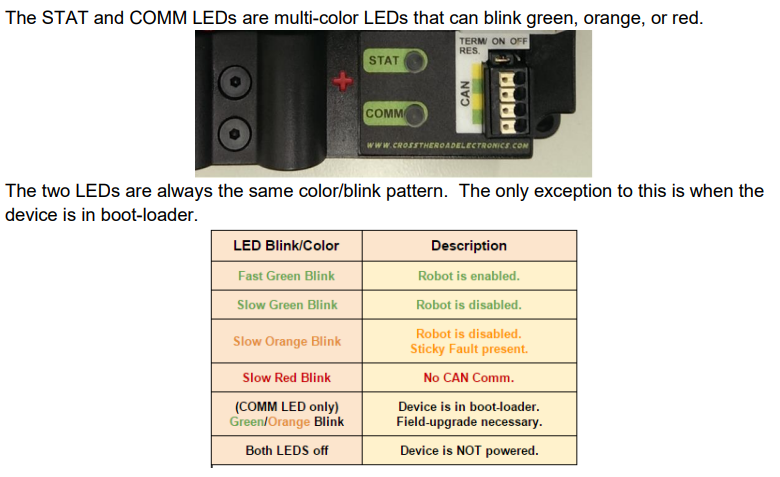 The STAT and COMM LEDs are multi-color LEDs that can blink green, orange, or red.
TERM/ ON OFF
RES.
STAT
CAN
COMM
WWW.CROSSTHEROADELECTRONICS.COM
The two LEDs are always the same color/blink pattern.  The only exception to this is when the
device is in boot-loader.
LED Blink/Color Description
Fast Green Blink Robot is enabled.
Slow Green Blink Robot is disabled.
Slow Orange Blink Robot is disabled.
Sticky Fault present.
Slow Red Blink No CAN Comm.
(COMM LED only) Device is in boot-loader.
Green/Orange Blink Field-upgrade necessary.
Both LEDS off Device is NOT powered.